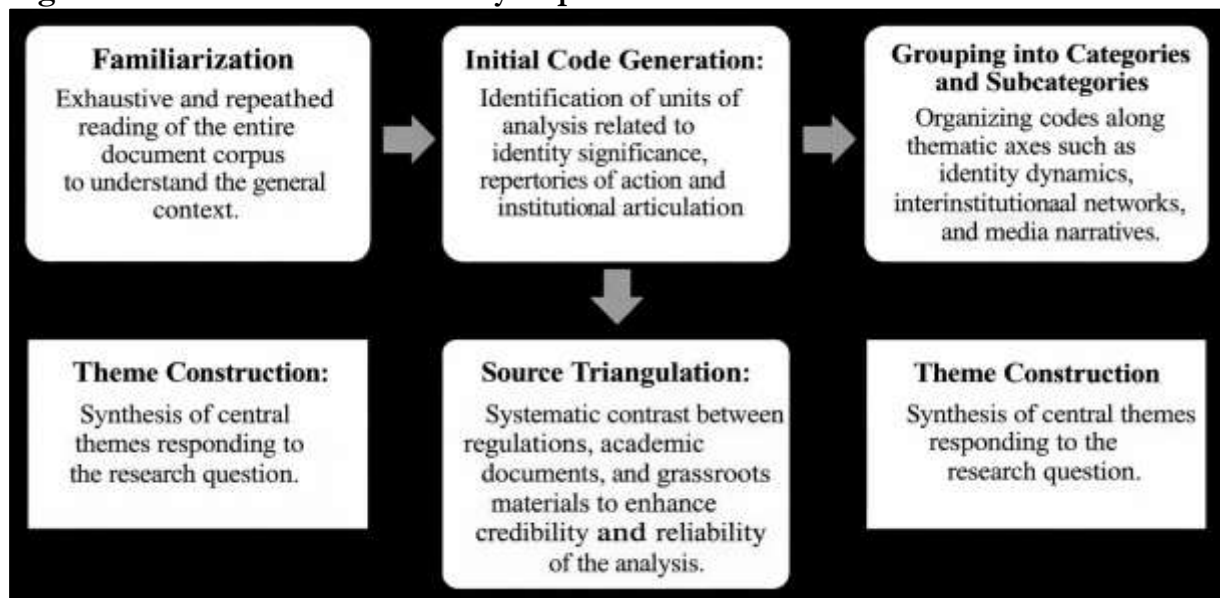 Familiarization
Exhaustive and repeathed
reading of the entire
document corpus
to understand the general
context.
Initial Code Generation:
Identification of units of
analysis related to
identity significance,
repertories of action and
institutional articulation
Grouping into Categories
and Subcategories
Organizing codes along
thematic axes such as
identity dynamics,
interinstitutionaal networks,
and media narratives.
Theme Construction:
Synthesis of central
themes responding to
the research question.
Source Triangulation:
Systematic contrast between
regulations, academic
documents, and grassroots
materials to enhance
credibility and reliability
of the analysis.
Theme Construction
Synthesis of central themes
responding to the
research question.